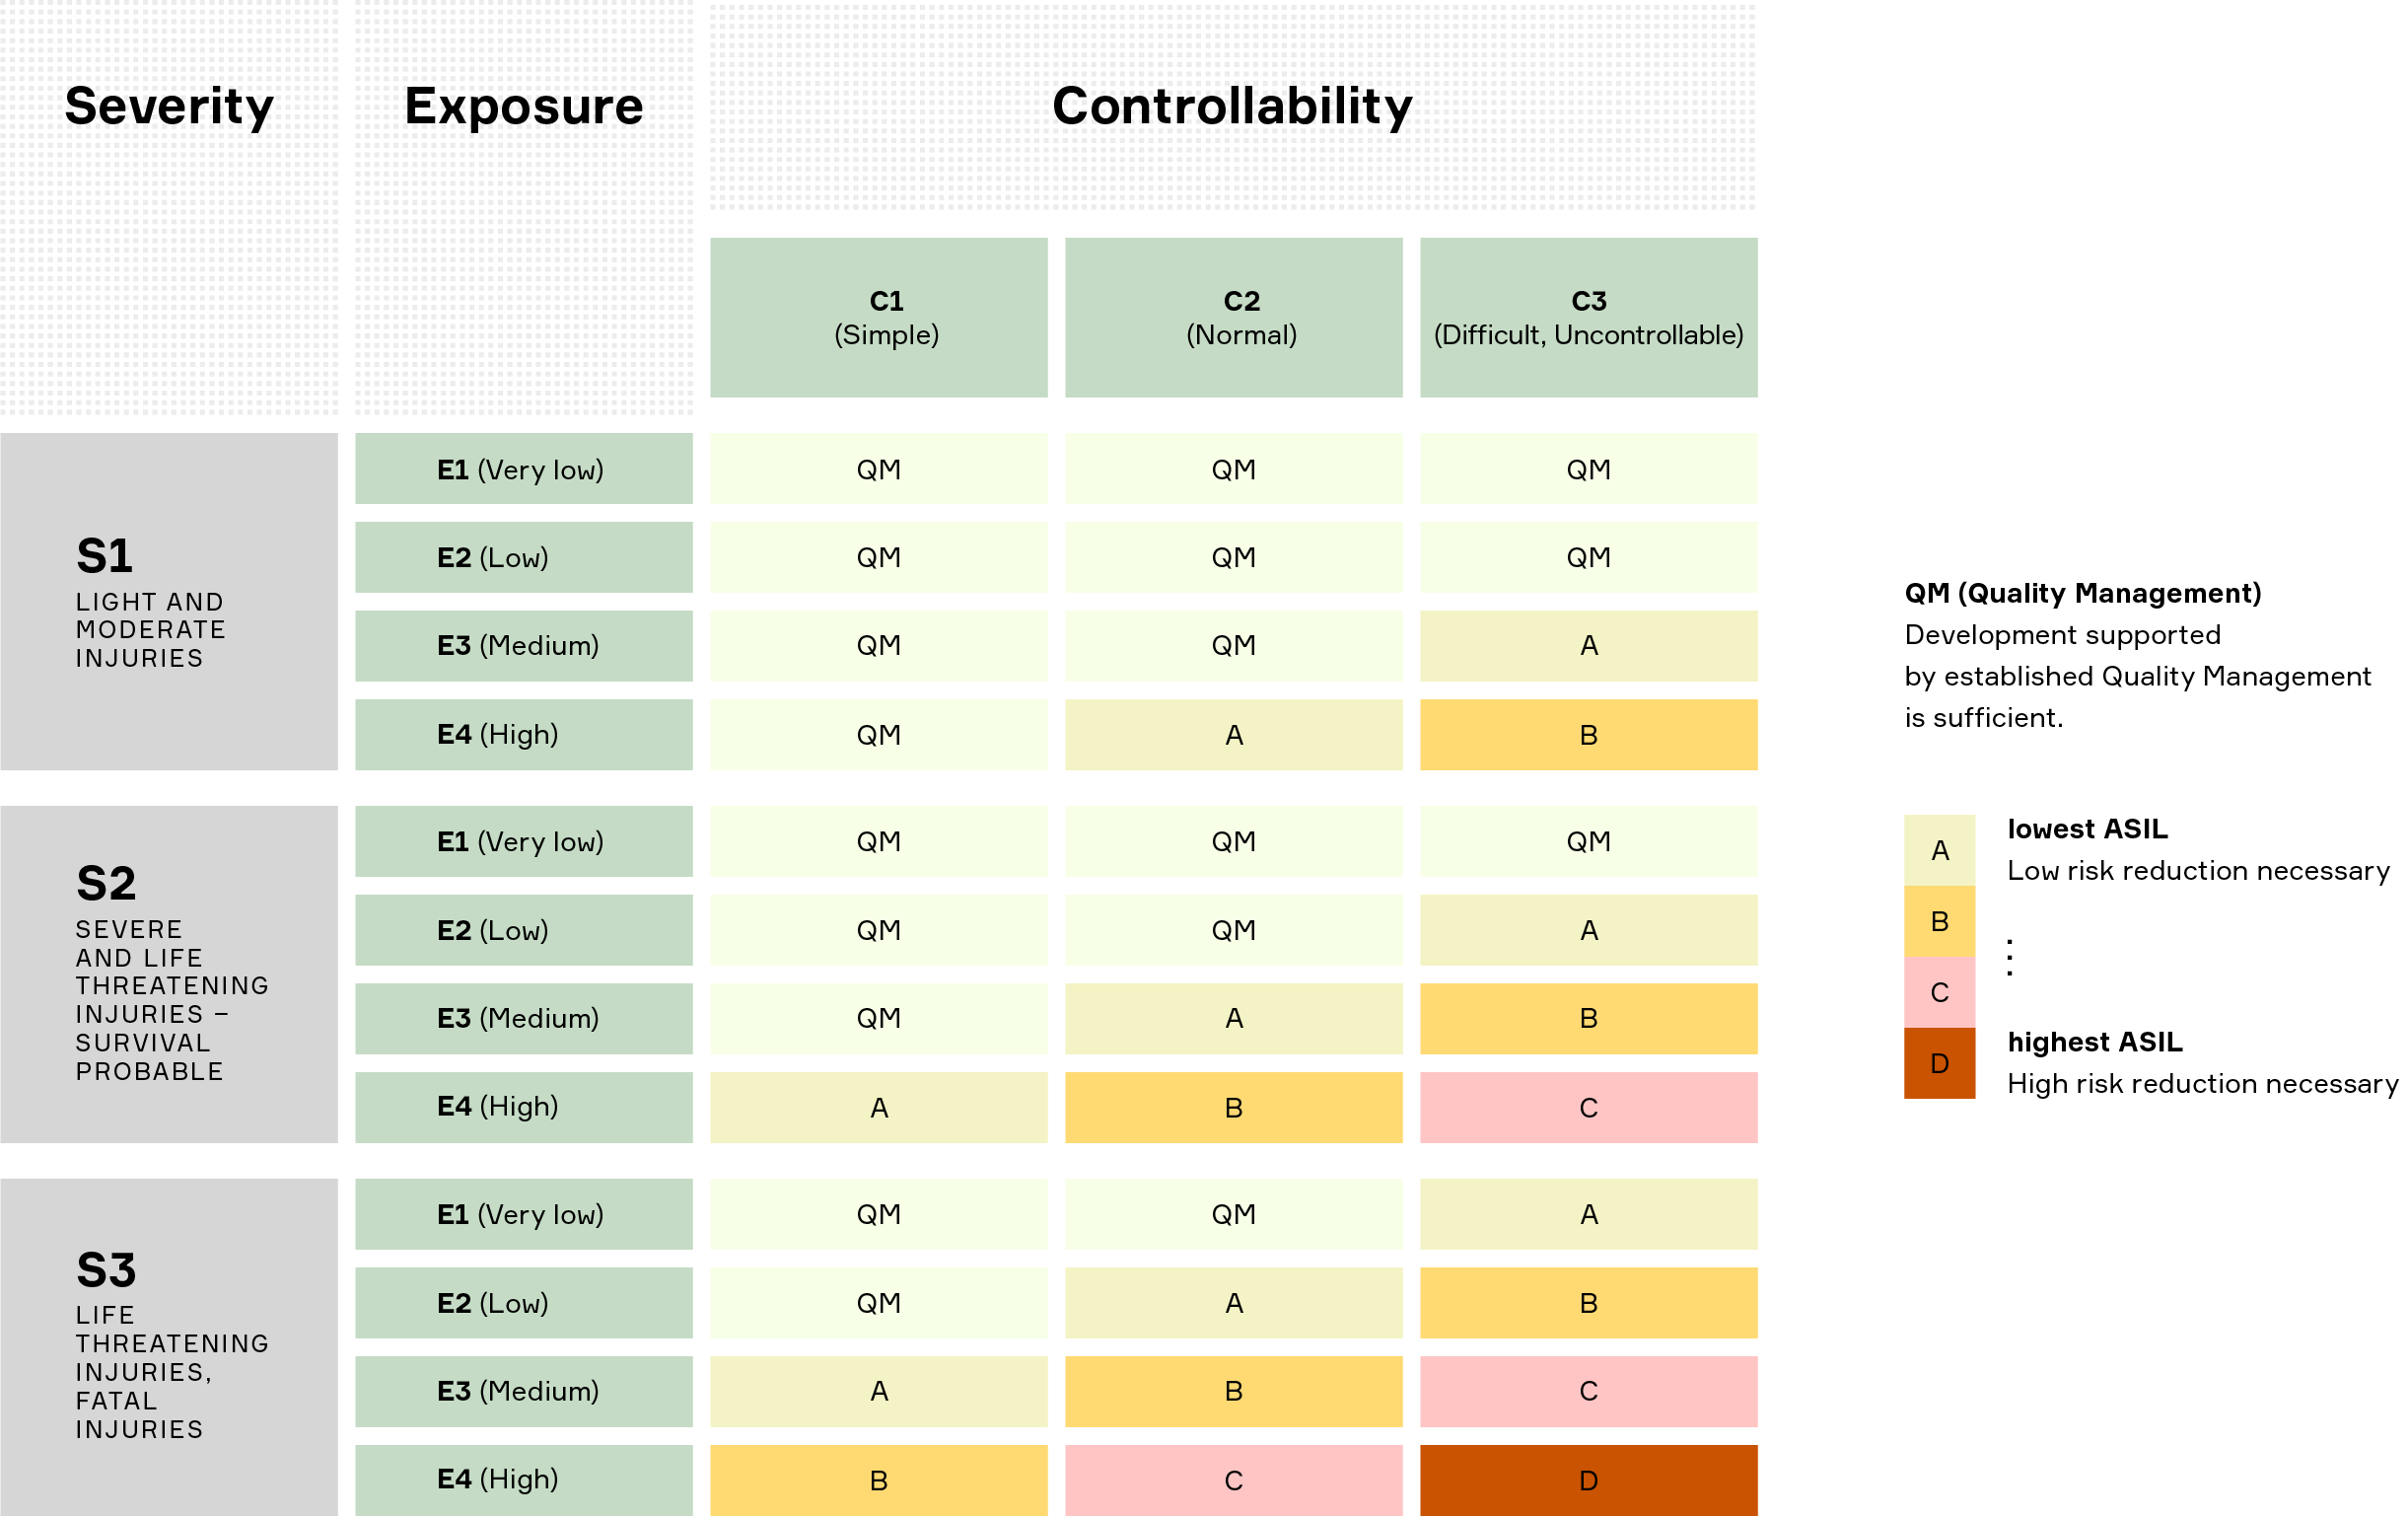 Severity
Exposure
Controllability
C1
(Simple)
C2
(Normal)
C3
(Difficult, Uncontrollable)
S1
LIGHT AND
MODERATE
INJURIES
E1 (Very low) QM QM QM
E2 (Low) QM QM QM
E3 (Medium) QM QM A
E4 (High) QM A B
S2
SEVERE
AND LIFE
THREATENING
INJURIES –
SURVIVAL
PROBABLE
E1 (Very low) QM QM QM
E2 (Low) QM QM A
E3 (Medium) QM A B
E4 (High) A B C
S3
LIFE
THREATENING
INJURIES,
FATAL
INJURIES
E1 (Very low) QM QM A
E2 (Low) QM A B
E3 (Medium) A B C
E4 (High) B C D
QM (Quality Management)
Development supported
by established Quality Management
is sufficient.
A
lowest ASIL
Low risk reduction necessary
B
⋮
C
D
highest ASIL
High risk reduction necessary